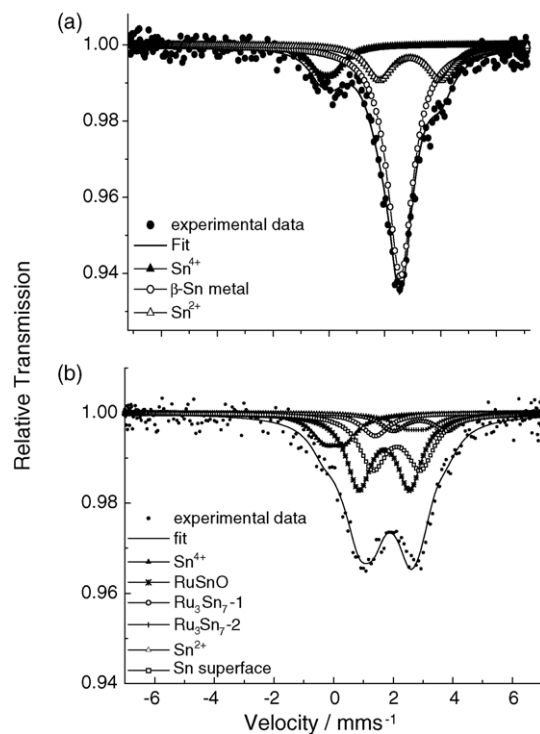 (a)
1.00
0.98
0.96
0.94
experimental data
Fit
Sn⁴⁺
β-Sn metal
Sn²⁺
Relative Transmission
(b)
1.00
0.98
0.96
0.94
experimental data
fit
Sn⁴⁺
RuSnO
Ru₃Sn₇-1
Ru₃Sn₇-2
Sn²⁺
Sn superface
-6 -4 -2 0 2 4 6
Velocity / mms⁻¹